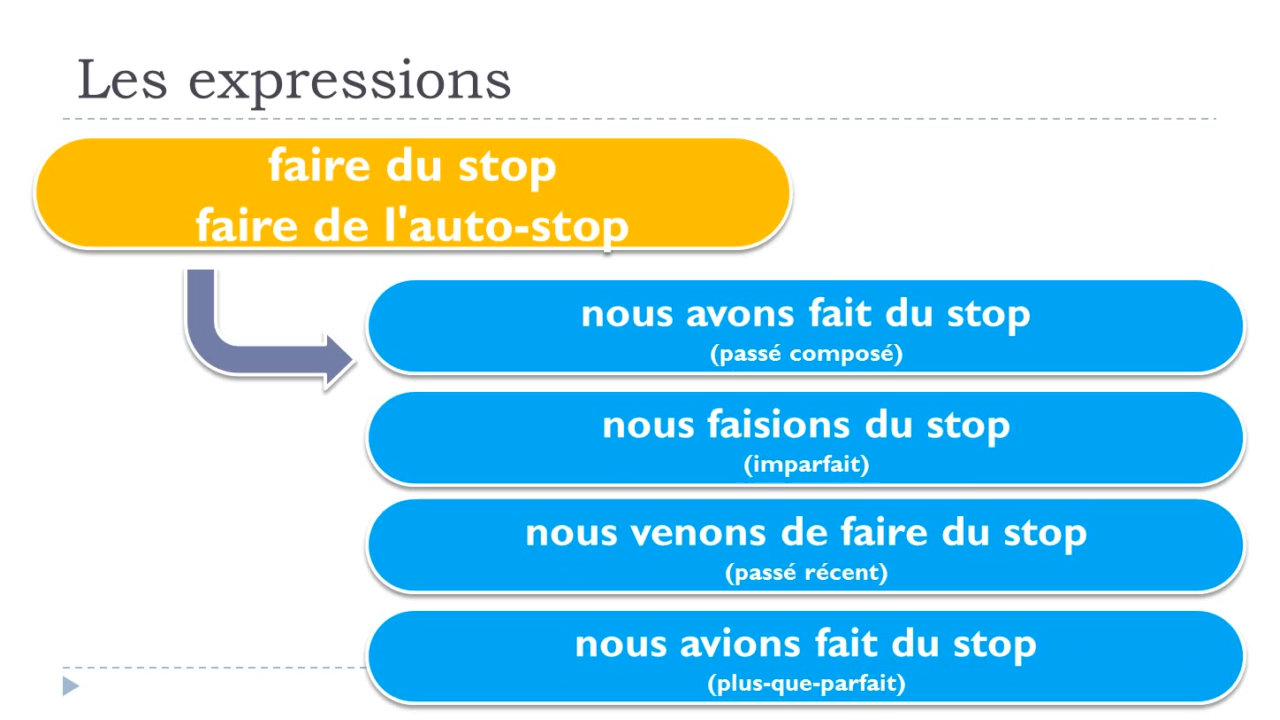 Les expressions
faire du stop
faire de l'auto-stop
nous avons fait du stop
(passé composé)
nous faisions du stop
(imparfait)
nous venons de faire du stop
(passé récent)
nous avions fait du stop
(plus-que-parfait)